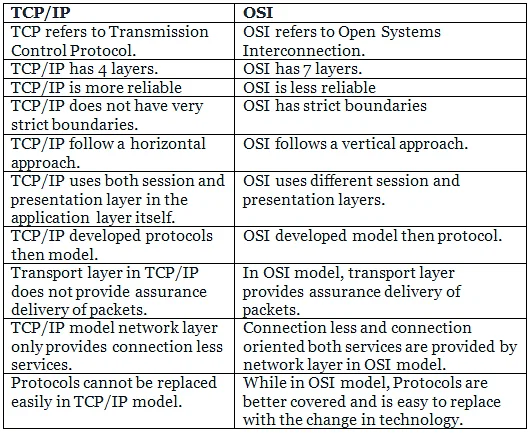 TCP/IP
OSI
TCP refers to Transmission
Control Protocol.
OSI refers to Open Systems
Interconnection.
TCP/IP has 4 layers.
OSI has 7 layers.
TCP/IP is more reliable
OSI is less reliable
TCP/IP does not have very
strict boundaries.
OSI has strict boundaries
TCP/IP follow a horizontal
approach.
OSI follows a vertical approach.
TCP/IP uses both session and
presentation layer in the
application layer itself.
OSI uses different session and
presentation layers.
TCP/IP developed protocols
then model.
OSI developed model then protocol.
Transport layer in TCP/IP
does not provide assurance
delivery of packets.
In OSI model, transport layer
provides assurance delivery of
packets.
TCP/IP model network layer
only provides connection less
services.
Connection less and connection
oriented both services are provided by
network layer in OSI model.
Protocols cannot be replaced
easily in TCP/IP model.
While in OSI model, Protocols are
better covered and is easy to replace
with the change in technology.